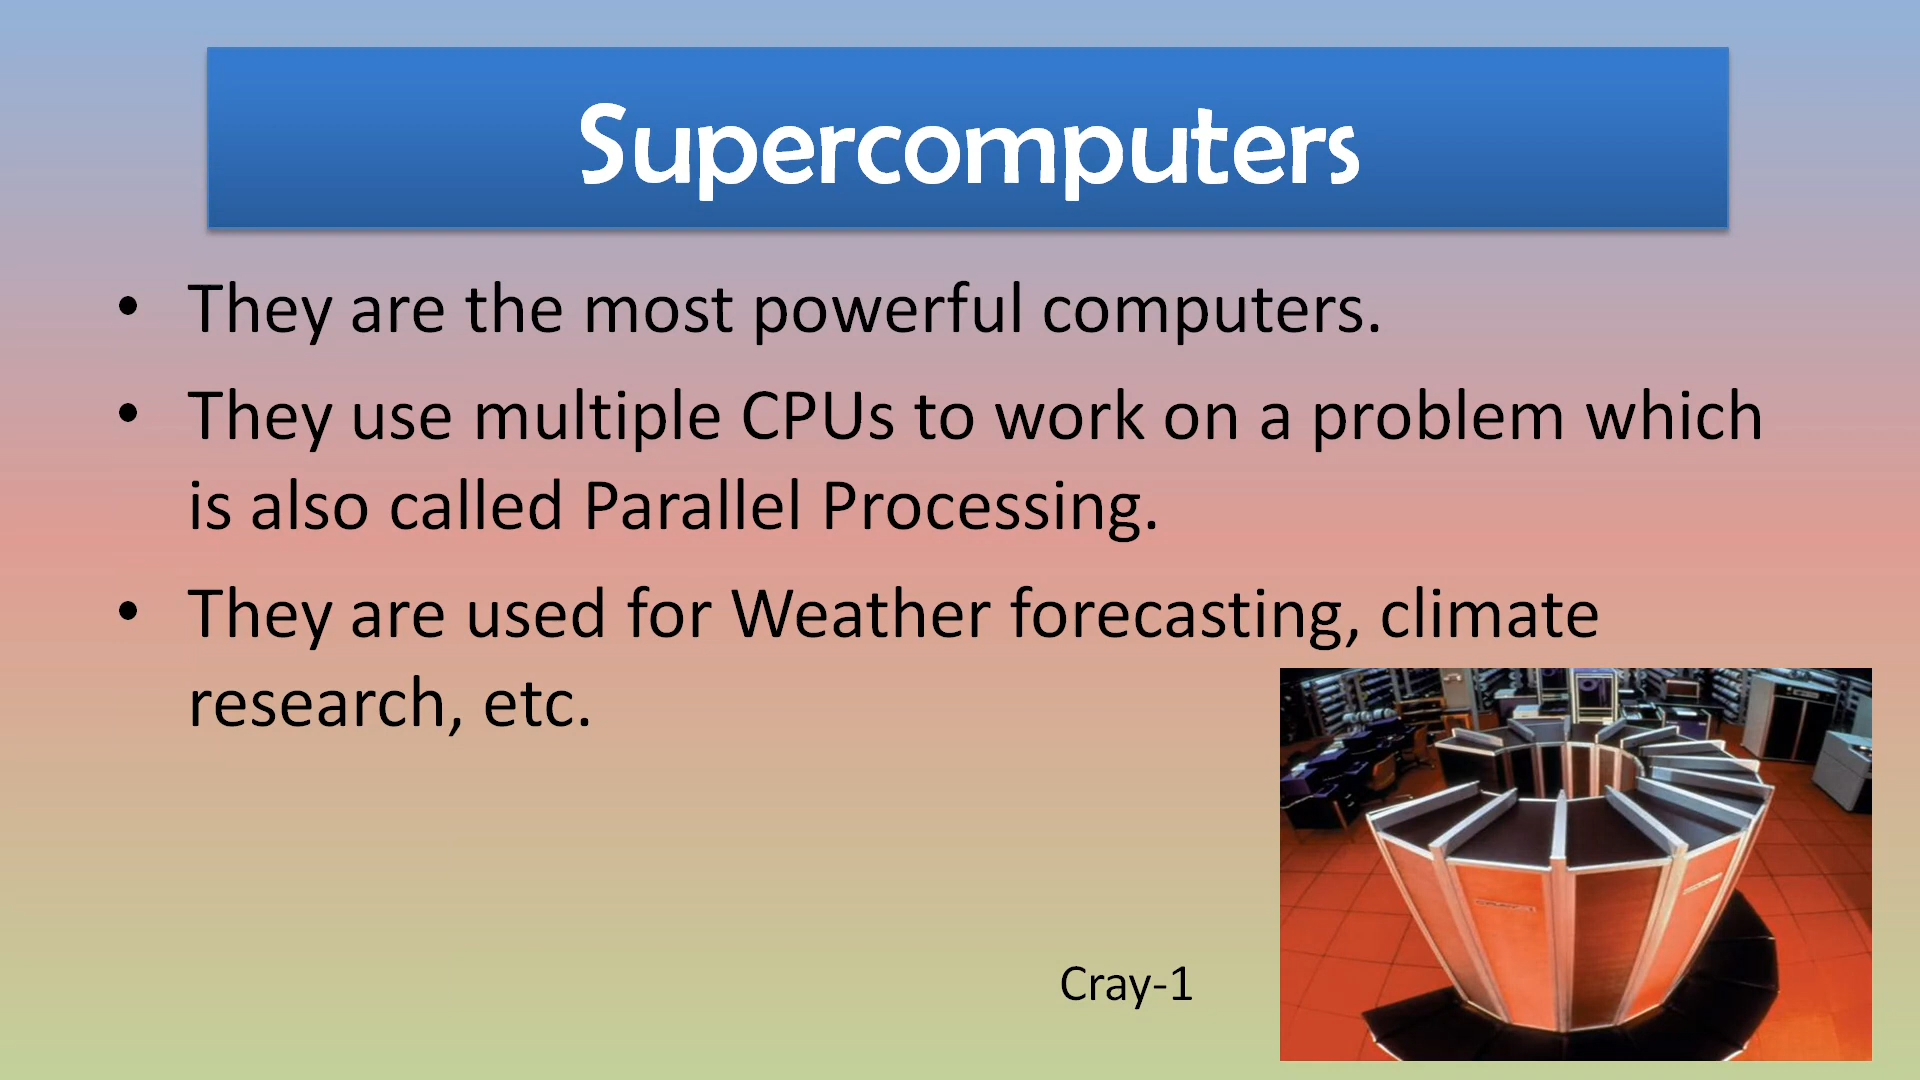 Supercomputers
• They are the most powerful computers.
• They use multiple CPUs to work on a problem which
is also called Parallel Processing.
• They are used for Weather forecasting, climate
research, etc.
Cray-1